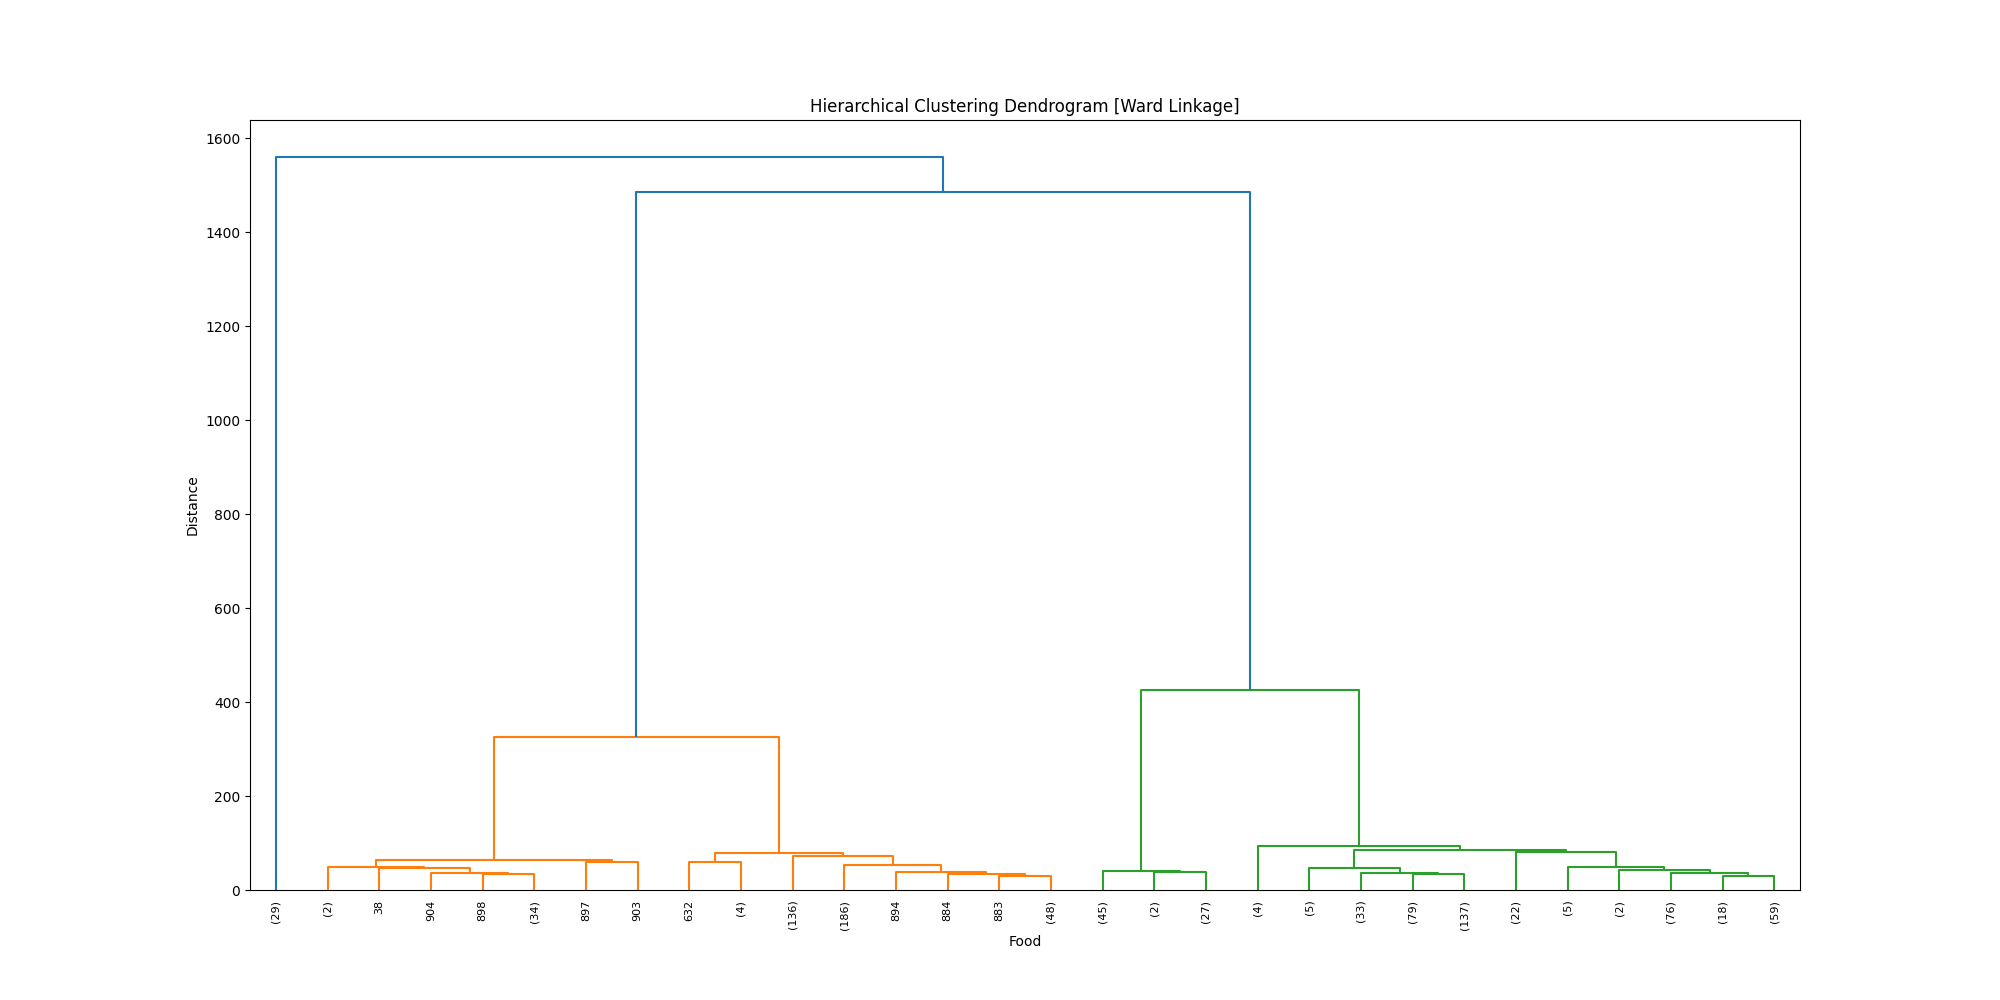 Hierarchical Clustering Dendrogram [Ward Linkage]
1600
1400
1200
1000
800
600
400
200
0
Distance
(29) (2) 38 904 898 (34) 897 903 632 (4) (136) (186) 894 884 883 (48) (45) (2) (27) (4) (5) (33) (79) (137) (22) (5) (2) (76) (18) (59)
Food